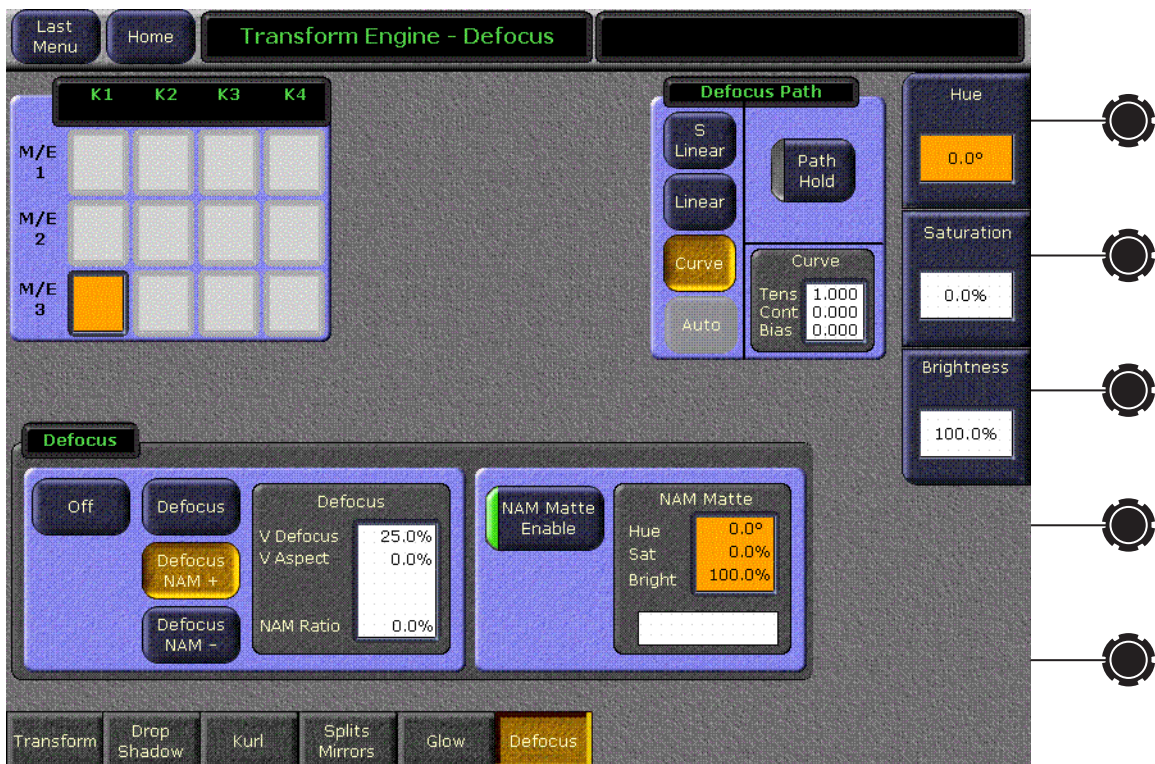 Last
Menu
Home
Transform Engine - Defocus
K1 K2 K3 K4
M/E
1
M/E
2
M/E
3
Defocus Path
S
Linear
Linear
Curve
Auto
Path
Hold
Curve
Tens 1.000
Cont 0.000
Bias 0.000
Hue
0.0º
Saturation
0.0%
Brightness
100.0%
Defocus
Off
Defocus
Defocus
NAM +
Defocus
NAM -
Defocus
V Defocus 25.0%
V Aspect 0.0%
NAM Ratio 0.0%
NAM Matte
Enable
NAM Matte
Hue 0.0º
Sat 0.0%
Bright 100.0%
Transform
Drop
Shadow
Kurl
Splits
Mirrors
Glow
Defocus